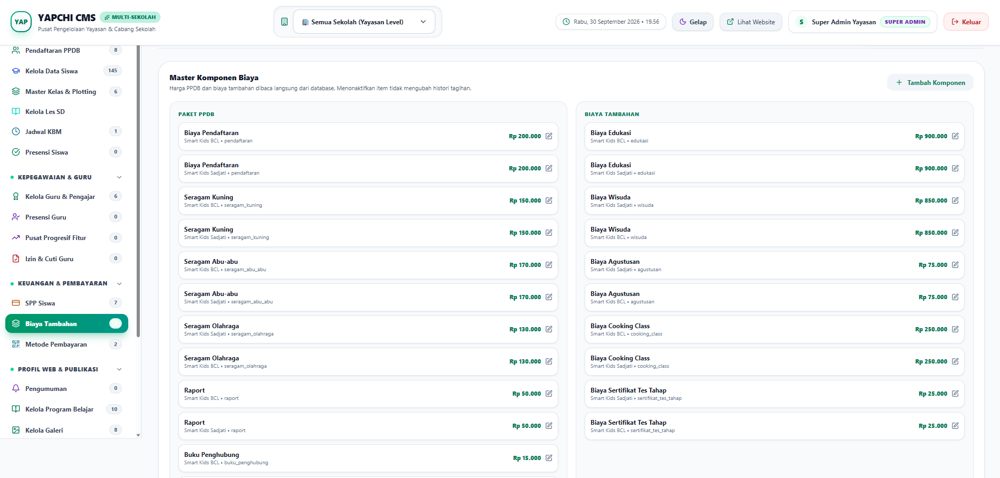 YAP
YAPCHI CMS
MULTI-SEKOLAH
Pusat Pengelolaan Yayasan & Cabang Sekolah
Semua Sekolah (Yayasan Level)
Rabu, 30 September 2026 • 19.56
Gelap
Lihat Website
S
Super Admin Yayasan
SUPER ADMIN
Keluar
Pendaftaran PPDB 8
Kelola Data Siswa 145
Master Kelas & Plotting 6
Kelola Les SD
Jadwal KBM 1
Presensi Siswa 0
KEPEGAWAIAN & GURU
Kelola Guru & Pengajar 6
Presensi Guru 0
Pusat Progresif Fitur 0
Izin & Cuti Guru 0
KEUANGAN & PEMBAYARAN
SPP Siswa 7
Biaya Tambahan
Metode Pembayaran 2
PROFIL WEB & PUBLIKASI
Pengumuman 0
Kelola Program Belajar 10
Kelola Galeri 8
Master Komponen Biaya
Harga PPDB dan biaya tambahan dibaca langsung dari database. Menonaktifkan item tidak mengubah histori tagihan.
+ Tambah Komponen
PAKET PPDB
Biaya Pendaftaran
Smart Kids BCL • pendaftaran
Rp 200.000
Biaya Pendaftaran
Smart Kids Sadjati • pendaftaran
Rp 200.000
Seragam Kuning
Smart Kids BCL • seragam_kuning
Rp 150.000
Seragam Kuning
Smart Kids Sadjati • seragam_kuning
Rp 150.000
Seragam Abu-abu
Smart Kids BCL • seragam_abu_abu
Rp 170.000
Seragam Abu-abu
Smart Kids Sadjati • seragam_abu_abu
Rp 170.000
Seragam Olahraga
Smart Kids Sadjati • seragam_olahraga
Rp 130.000
Seragam Olahraga
Smart Kids BCL • seragam_olahraga
Rp 130.000
Raport
Smart Kids BCL • raport
Rp 50.000
Raport
Smart Kids Sadjati • raport
Rp 50.000
Buku Penghubung
Smart Kids BCL • buku_penghubung
Rp 15.000
BIAYA TAMBAHAN
Biaya Edukasi
Smart Kids BCL • edukasi
Rp 900.000
Biaya Edukasi
Smart Kids Sadjati • edukasi
Rp 900.000
Biaya Wisuda
Smart Kids Sadjati • wisuda
Rp 850.000
Biaya Wisuda
Smart Kids BCL • wisuda
Rp 850.000
Biaya Agustusan
Smart Kids Sadjati • agustusan
Rp 75.000
Biaya Agustusan
Smart Kids BCL • agustusan
Rp 75.000
Biaya Cooking Class
Smart Kids BCL • cooking_class
Rp 250.000
Biaya Cooking Class
Smart Kids Sadjati • cooking_class
Rp 250.000
Biaya Sertifikat Tes Tahap
Smart Kids Sadjati • sertifikat_tes_tahap
Rp 25.000
Biaya Sertifikat Tes Tahap
Smart Kids BCL • sertifikat_tes_tahap
Rp 25.000